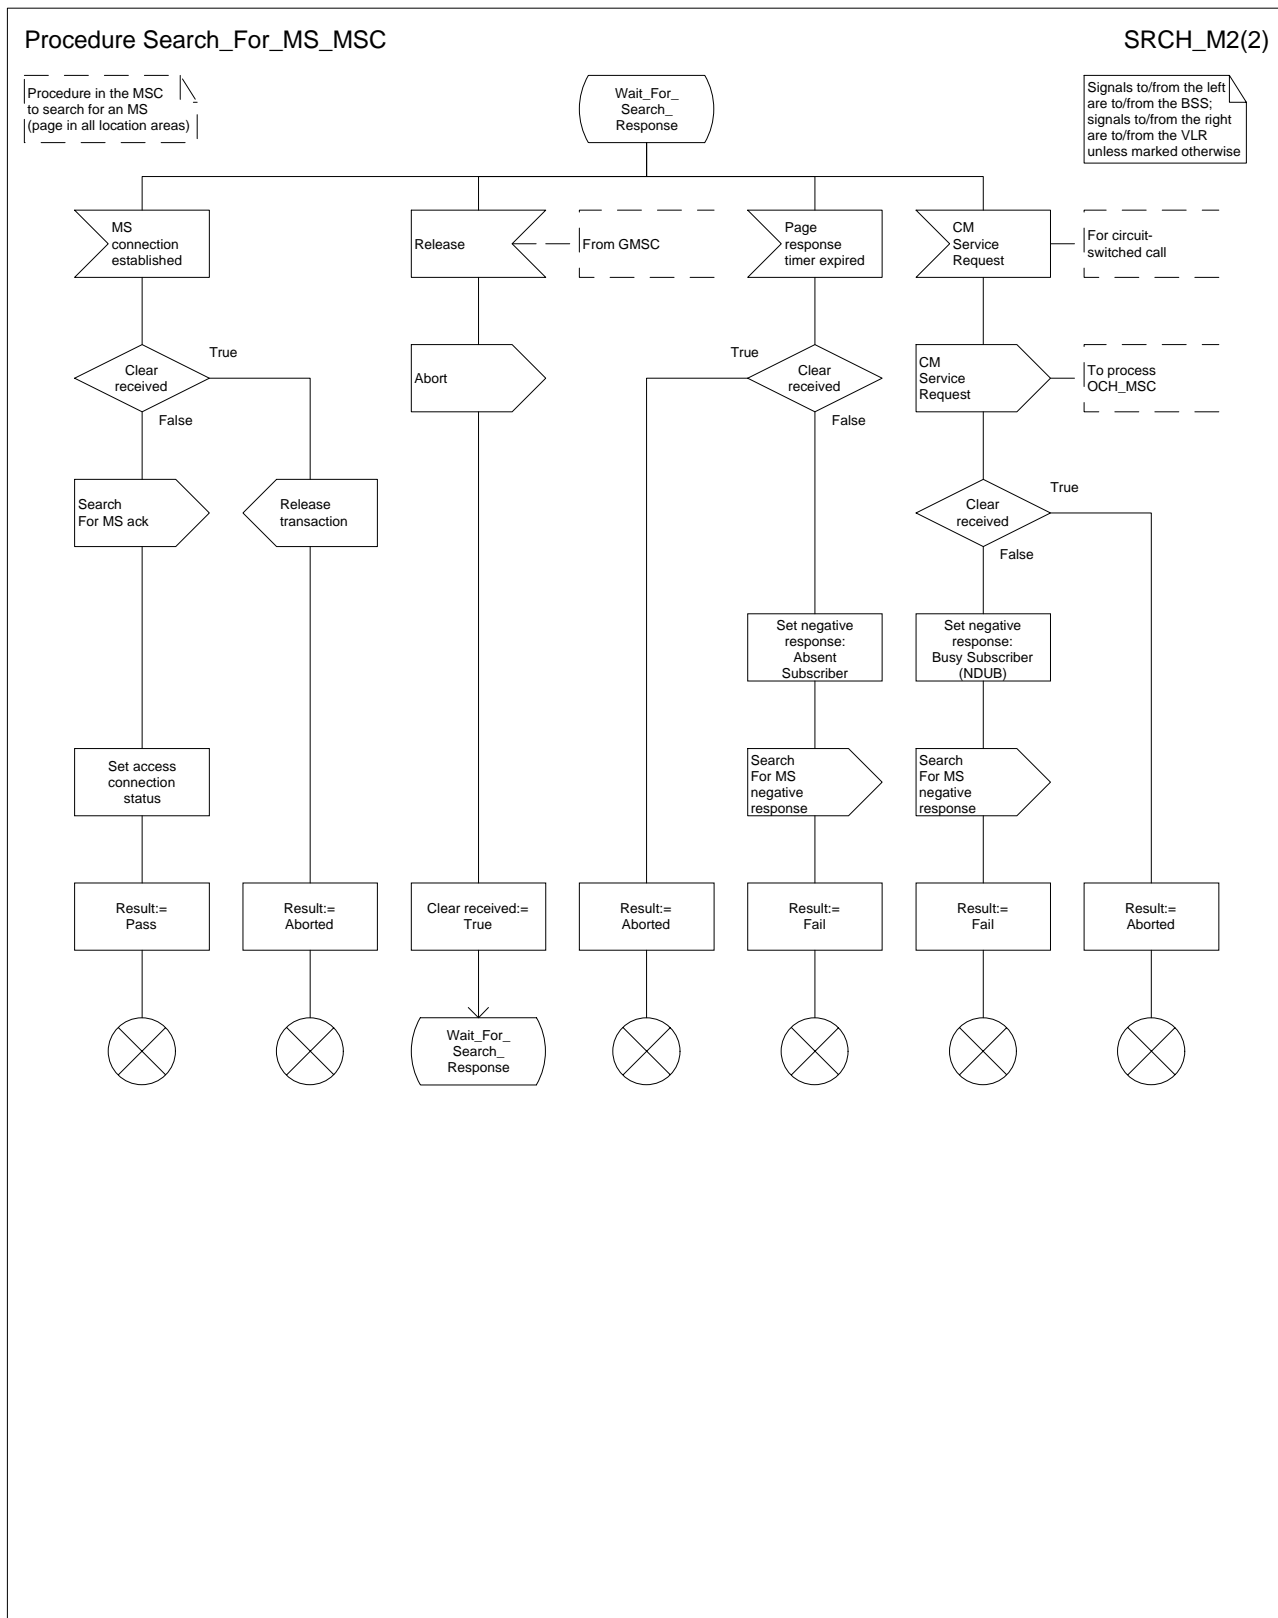 Procedure Search_For_MS_MSC
SRCH_M2(2)
Procedure in the MSC
to search for an MS
(page in all location areas)
Wait_For_
Search_
Response
Signals to/from the left
are to/from the BSS;
signals to/from the right
are to/from the VLR
unless marked otherwise
MS
connection
established
Release
From GMSC
Page
response
timer expired
CM
Service
Request
For circuit-
switched call
Clear
received
True
False
Abort
True
Clear
received
False
CM
Service
Request
To process
OCH_MSC
Search
For MS ack
Release
transaction
Clear
received
True
False
Set negative
response:
Absent
Subscriber
Set negative
response:
Busy Subscriber
(NDUB)
Set access
connection
status
Search
For MS
negative
response
Search
For MS
negative
response
Result:=
Pass
Result:=
Aborted
Clear received:=
True
Result:=
Aborted
Result:=
Fail
Result:=
Fail
Result:=
Aborted
Wait_For_
Search_
Response